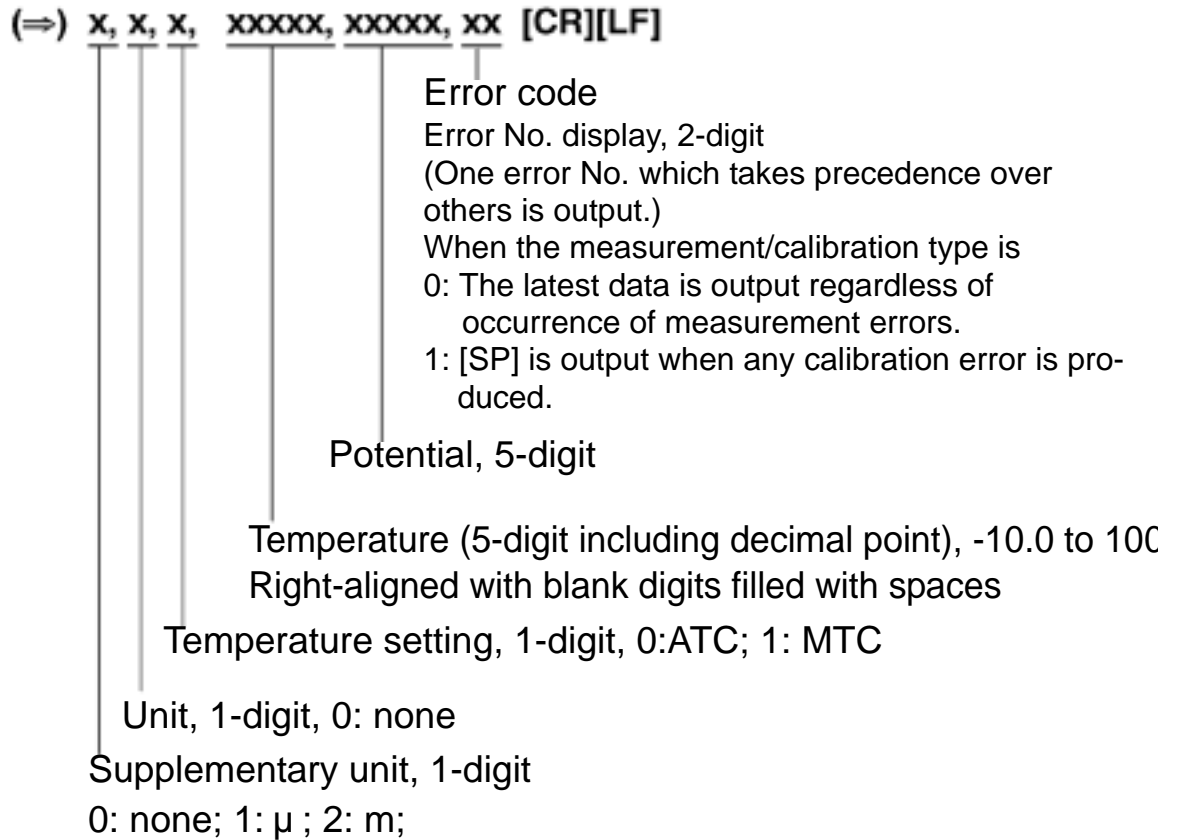 (⇒) x, x, x, xxxxx, xxxxx, xx [CR][LF]
Error code
Error No. display, 2-digit
(One error No. which takes precedence over
others is output.)
When the measurement/calibration type is
0: The latest data is output regardless of
occurrence of measurement errors.
1: [SP] is output when any calibration error is pro-
duced.
Potential, 5-digit
Temperature (5-digit including decimal point), -10.0 to 100
Right-aligned with blank digits filled with spaces
Temperature setting, 1-digit, 0:ATC; 1: MTC
Unit, 1-digit, 0: none
Supplementary unit, 1-digit
0: none; 1: µ ; 2: m;